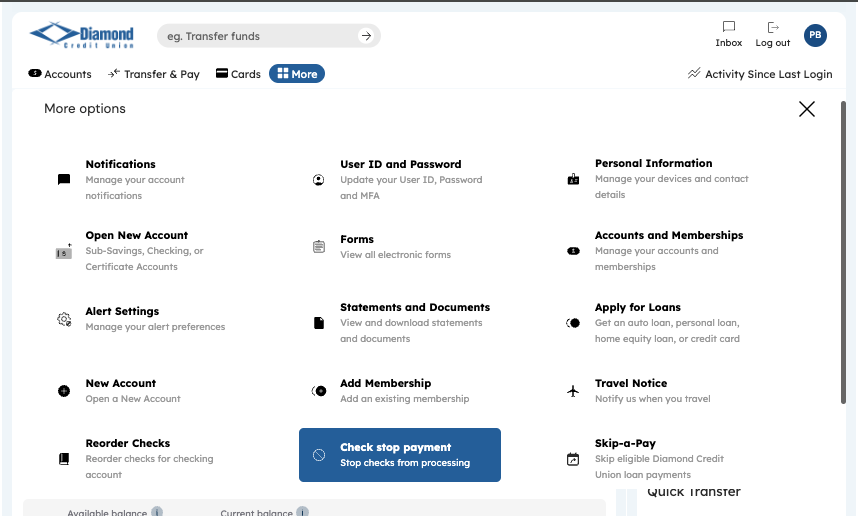 Diamond
Credit Union
eg. Transfer funds
Inbox
Log out
PB
Accounts
Transfer & Pay
Cards
More
Activity Since Last Login
More options
Notifications
Manage your account
notifications
User ID and Password
Update your User ID, Password
and MFA
Personal Information
Manage your devices and contact
details
Open New Account
Sub-Savings, Checking, or
Certificate Accounts
Forms
View all electronic forms
Accounts and Memberships
Manage your accounts and
memberships
Alert Settings
Manage your alert preferences
Statements and Documents
View and download statements
and documents
Apply for Loans
Get an auto loan, personal loan,
home equity loan, or credit card
New Account
Open a New Account
Add Membership
Add an existing membership
Travel Notice
Notify us when you travel
Reorder Checks
Reorder checks for checking
account
Check stop payment
Stop checks from processing
Skip-a-Pay
Skip eligible Diamond Credit
Union loan payments
Quick Transfer
Available balance
Current balance